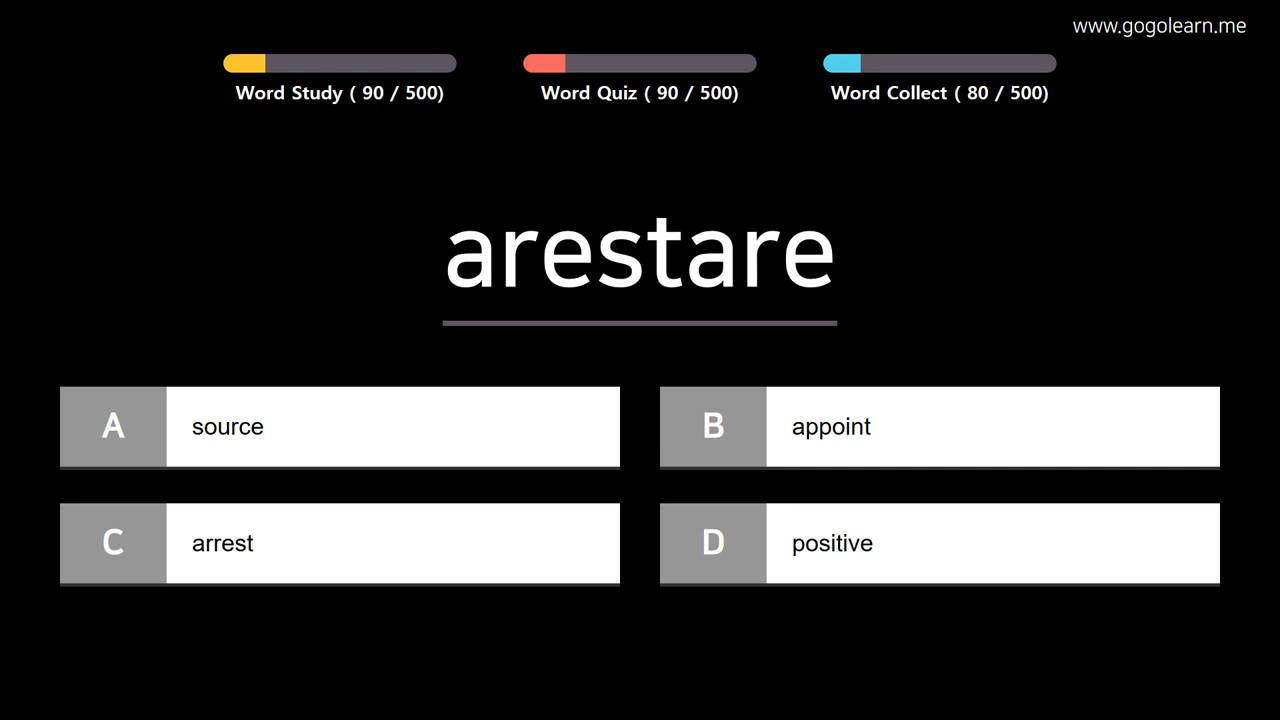 www.gogolearn.me
Word Study ( 90 / 500)
Word Quiz ( 90 / 500)
Word Collect ( 80 / 500)
arestare
A source
B appoint
C arrest
D positive